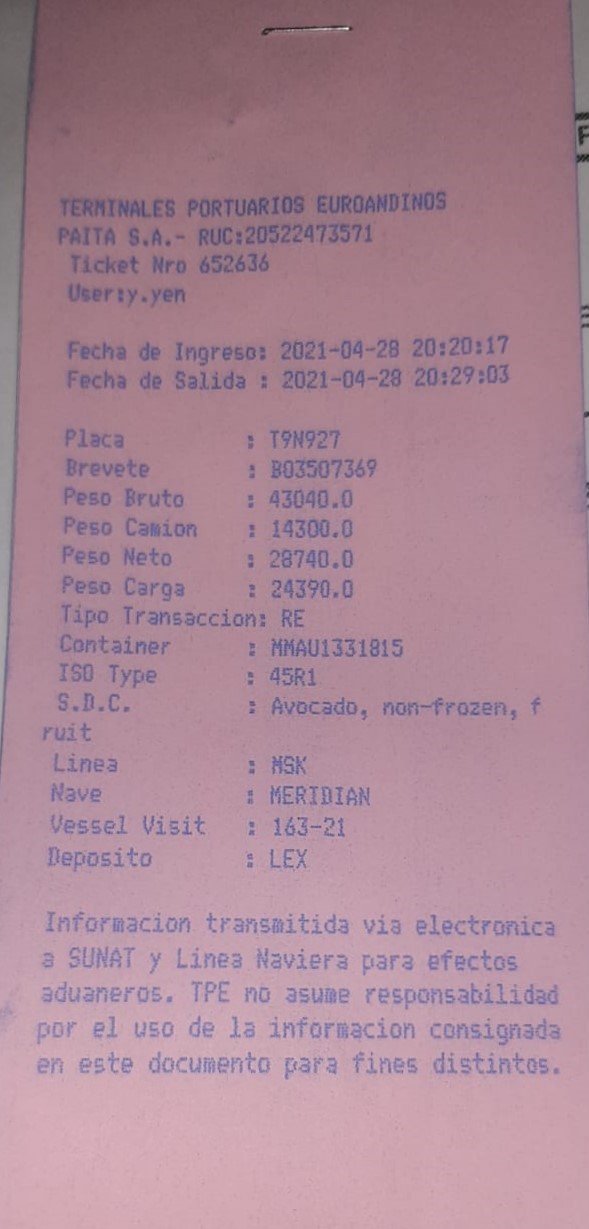 TERMINALES PORTUARIOS EUROANDINOS
PAITA S.A.- RUC:20522473571
Ticket Nro 652636
User:y.yen
Fecha de Ingreso: 2021-04-28 20:20:17
Fecha de Salida : 2021-04-28 20:29:03
Placa : T9N927
Brevete : B03507369
Peso Bruto : 43040.0
Peso Camion : 14300.0
Peso Neto : 28740.0
Peso Carga : 24390.0
Tipo Transaccion: RE
Container : MMAU1331815
ISO Type : 45R1
S.D.C. : Avocado, non-frozen, f
ruit
Linea : MSK
Nave : MERIDIAN
Vessel Visit : 163-21
Deposito : LEX
Informacion transmitida via electronica
a SUNAT y Linea Naviera para efectos
aduaneros. TPE no asume responsabilidad
por el uso de la informacion consignada
en este documento para fines distintos.